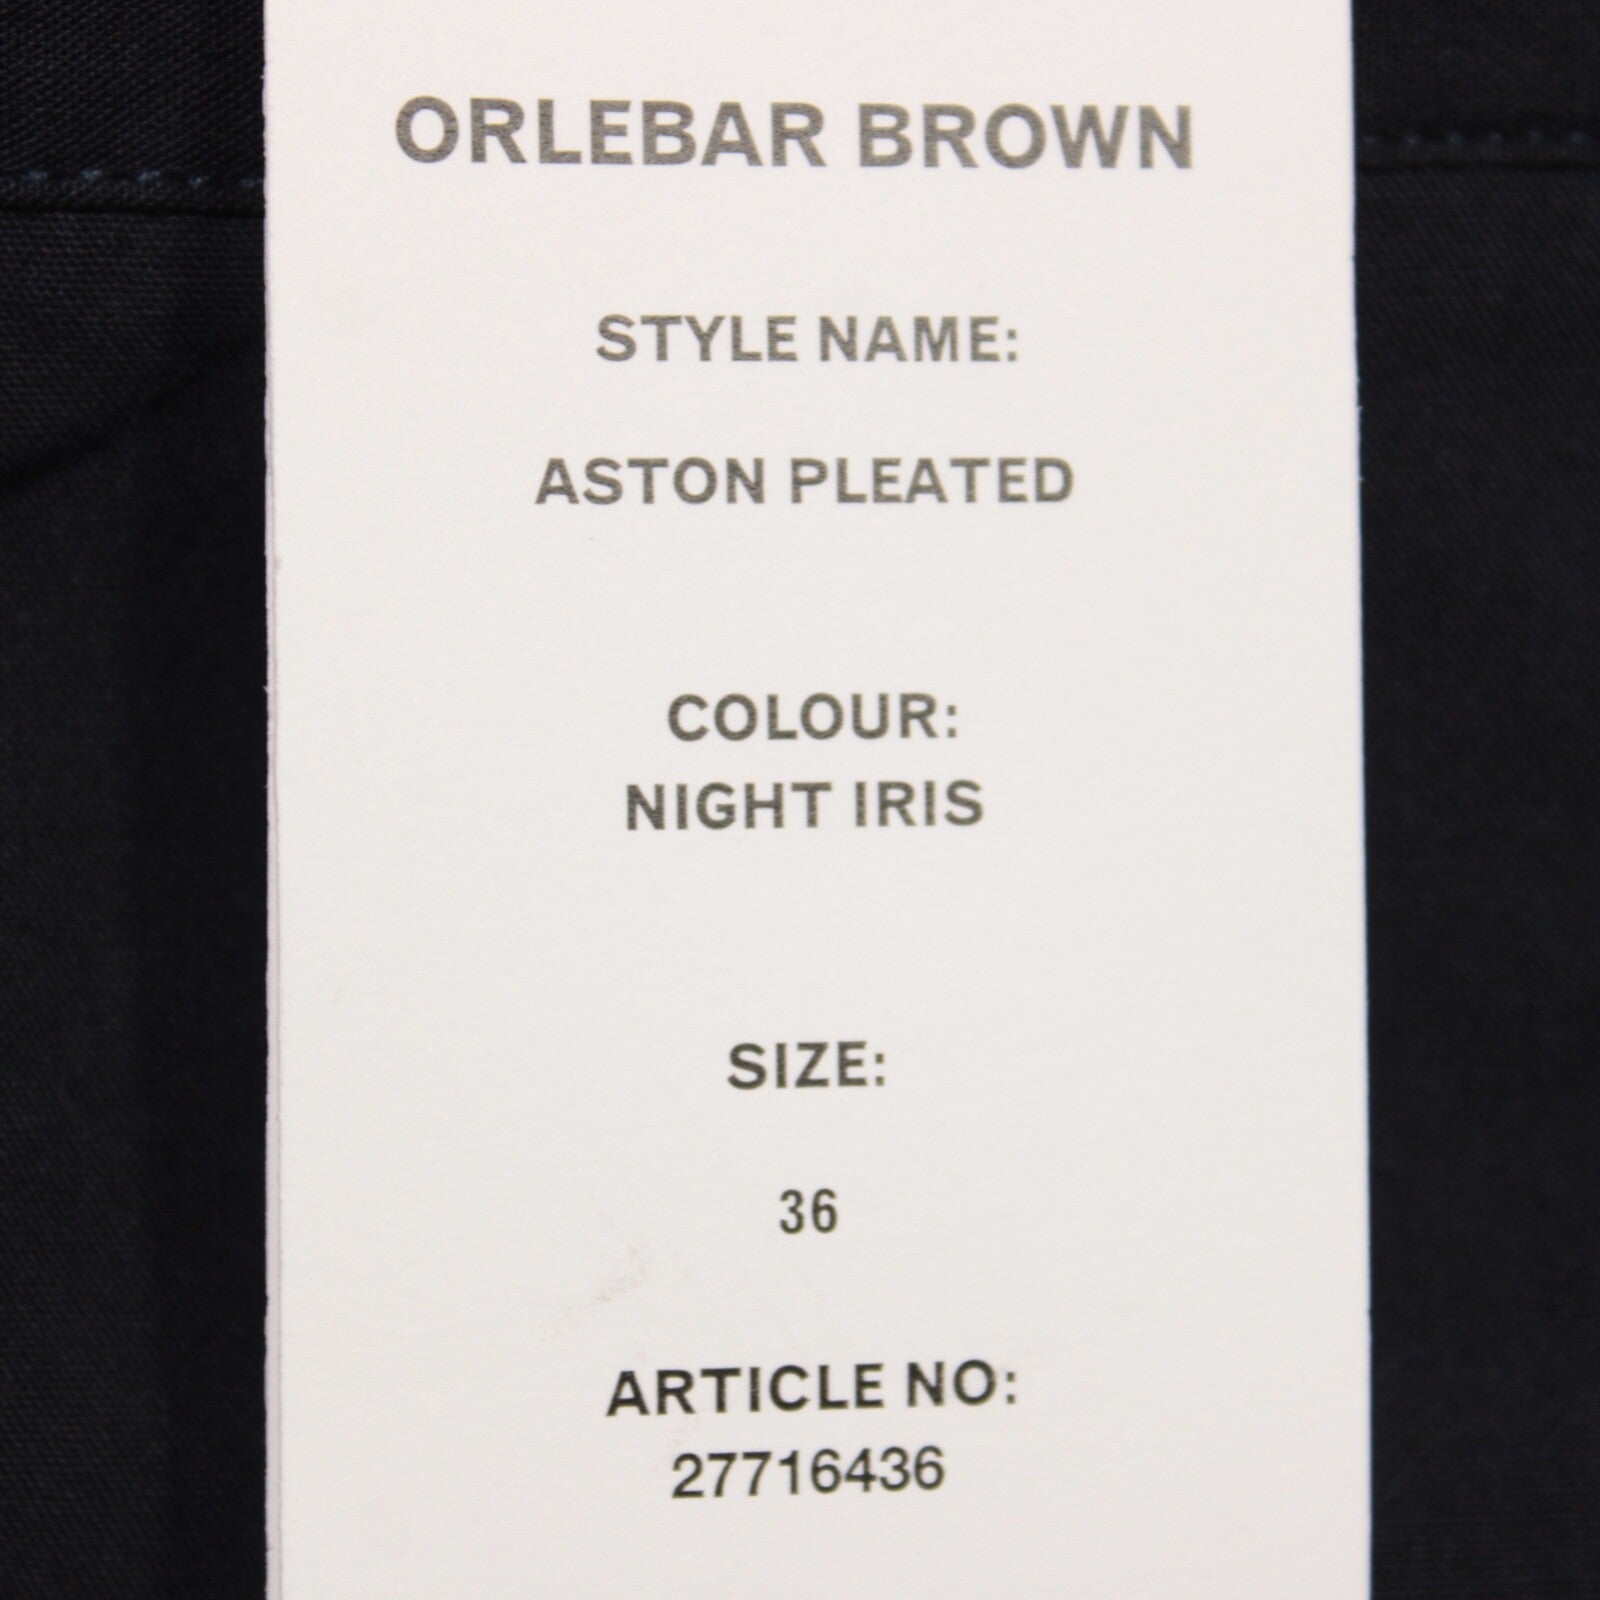 ORLEBAR BROWN
STYLE NAME:
ASTON PLEATED
COLOUR:
NIGHT IRIS
SIZE:
36
ARTICLE NO:
27716436